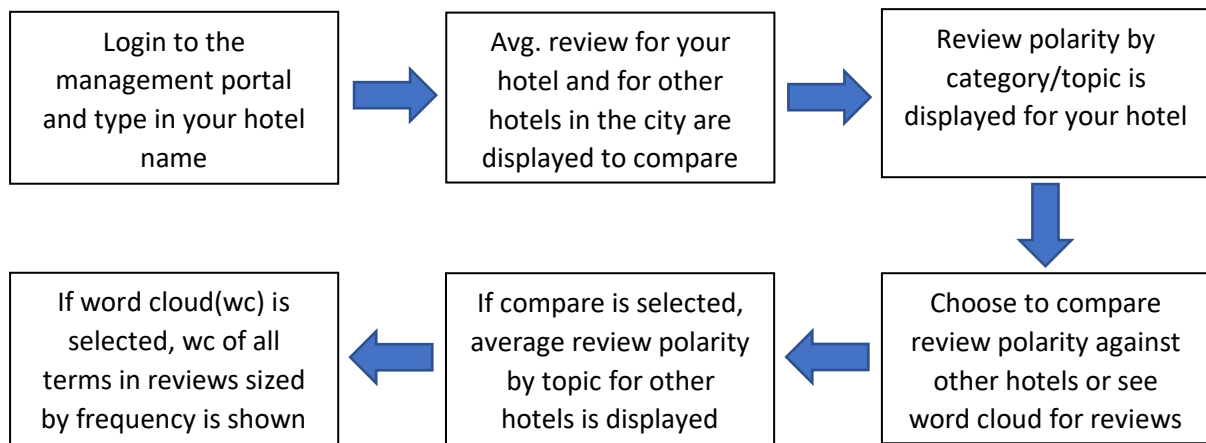 Login to the
management portal
and type in your hotel
name
Avg. review for your
hotel and for other
hotels in the city are
displayed to compare
Review polarity by
category/topic is
displayed for your hotel
Choose to compare
review polarity against
other hotels or see
word cloud for reviews
If compare is selected,
average review polarity
by topic for other
hotels is displayed
If word cloud(wc) is
selected, wc of all
terms in reviews sized
by frequency is shown